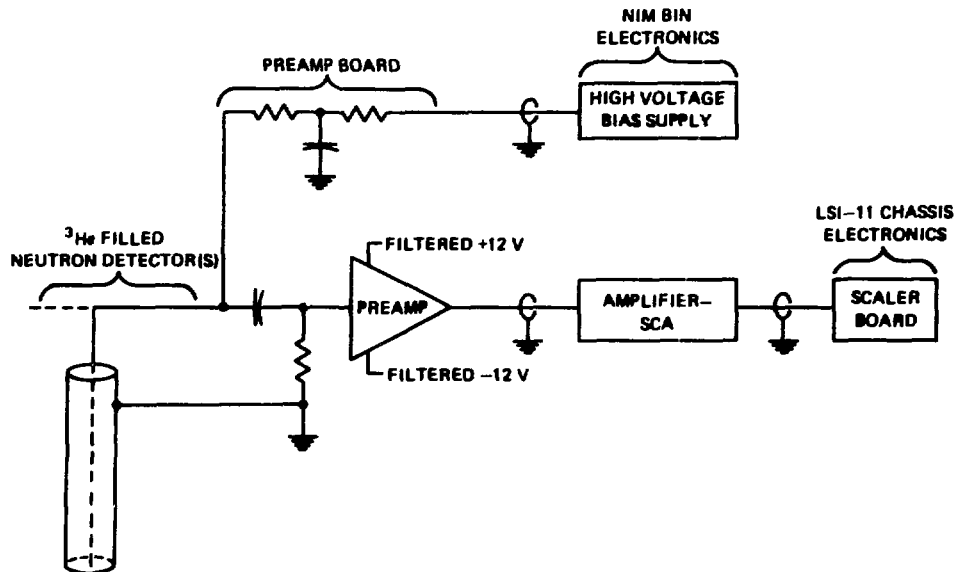 NIM BIN
ELECTRONICS
PREAMP BOARD
HIGH VOLTAGE
BIAS SUPPLY
LSI-11 CHASSIS
ELECTRONICS
³He FILLED
NEUTRON DETECTOR(S)
FILTERED +12 V
PREAMP
AMPLIFIER-
SCA
SCALER
BOARD
FILTERED -12 V